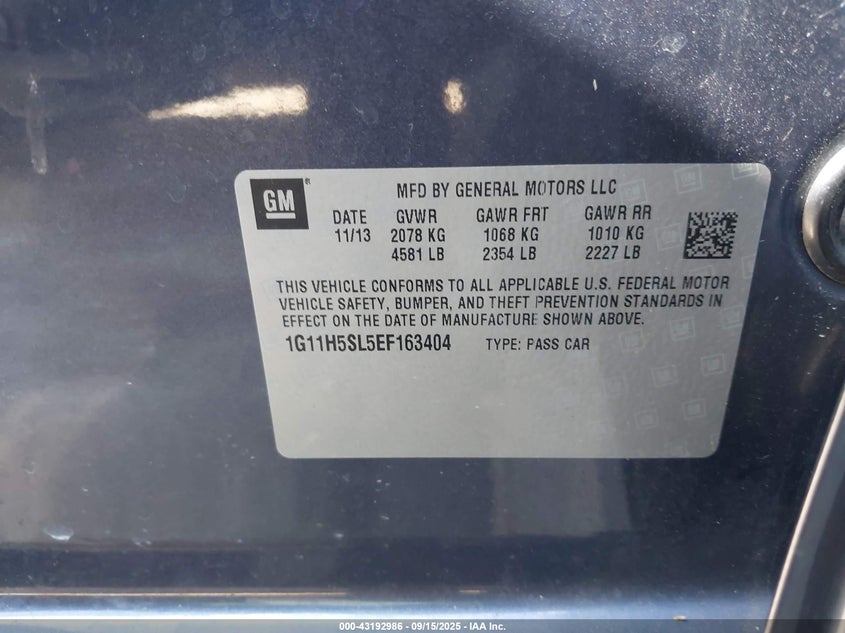 GM
MFD BY GENERAL MOTORS LLC
DATE GVWR GAWR FRT GAWR RR
11/13 2078 KG 1068 KG 1010 KG
4581 LB 2354 LB 2227 LB
THIS VEHICLE CONFORMS TO ALL APPLICABLE U.S. FEDERAL MOTOR
VEHICLE SAFETY, BUMPER, AND THEFT PREVENTION STANDARDS IN
EFFECT ON THE DATE OF MANUFACTURE SHOWN ABOVE.
1G11H5SL5EF163404 TYPE: PASS CAR
000-43192986 - 09/15/2025 - IAA Inc.